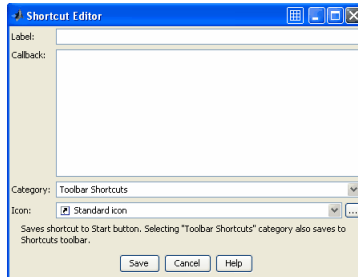 Shortcut Editor
Label:
Callback:
Category: Toolbar Shortcuts
Icon: Standard icon ...
Saves shortcut to Start button. Selecting "Toolbar Shortcuts" category also saves to
Shortcuts toolbar.
Save Cancel Help